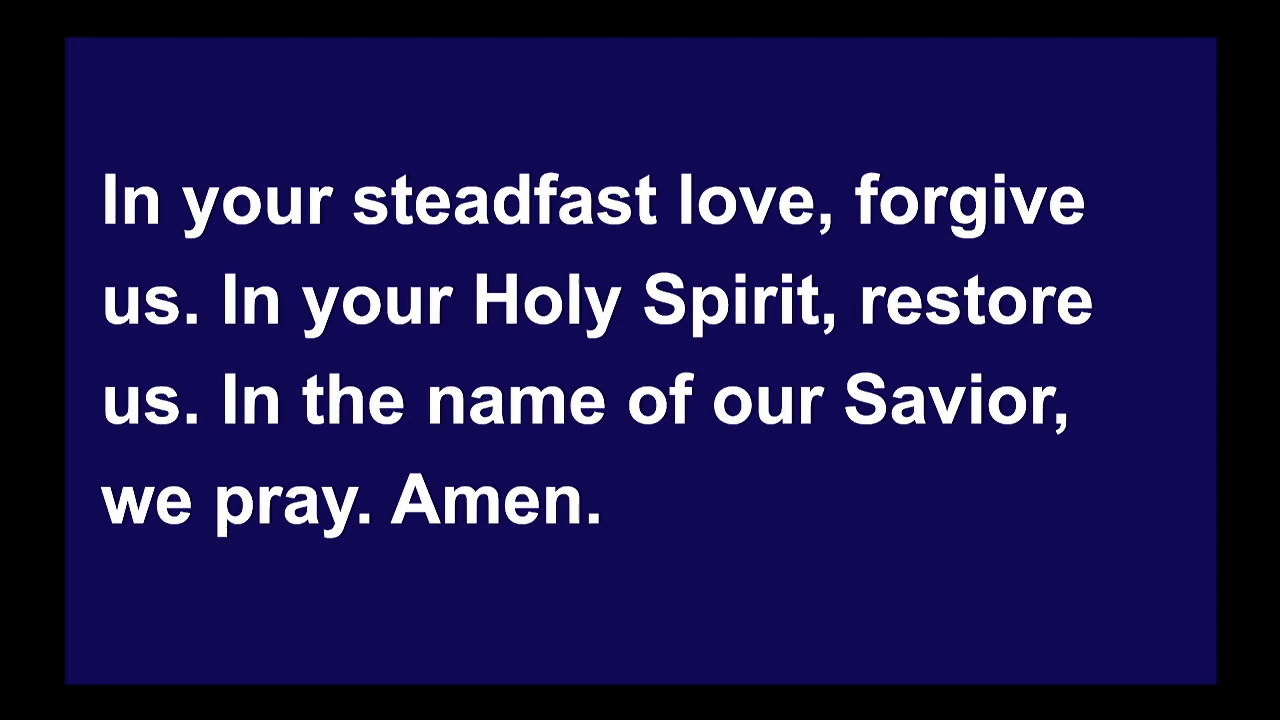 In your steadfast love, forgive
us. In your Holy Spirit, restore
us. In the name of our Savior,
we pray. Amen.